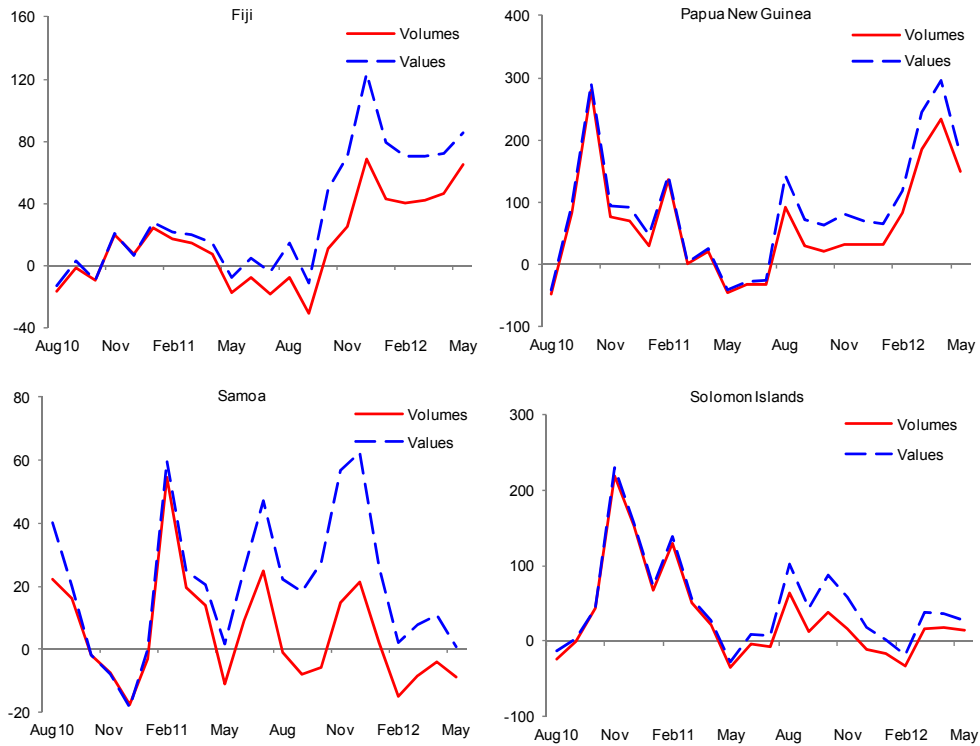 Fiji
160
120
80
40
0
-40
Volumes
Values
Aug10 Nov Feb11 May Aug Nov Feb12 May
Papua New Guinea
400
300
200
100
0
-100
Volumes
Values
Aug10 Nov Feb11 May Aug Nov Feb12 May
Samoa
80
60
40
20
0
-20
Volumes
Values
Aug10 Nov Feb11 May Aug Nov Feb12 May
Solomon Islands
300
200
100
0
-100
Volumes
Values
Aug10 Nov Feb11 May Aug Nov Feb12 May